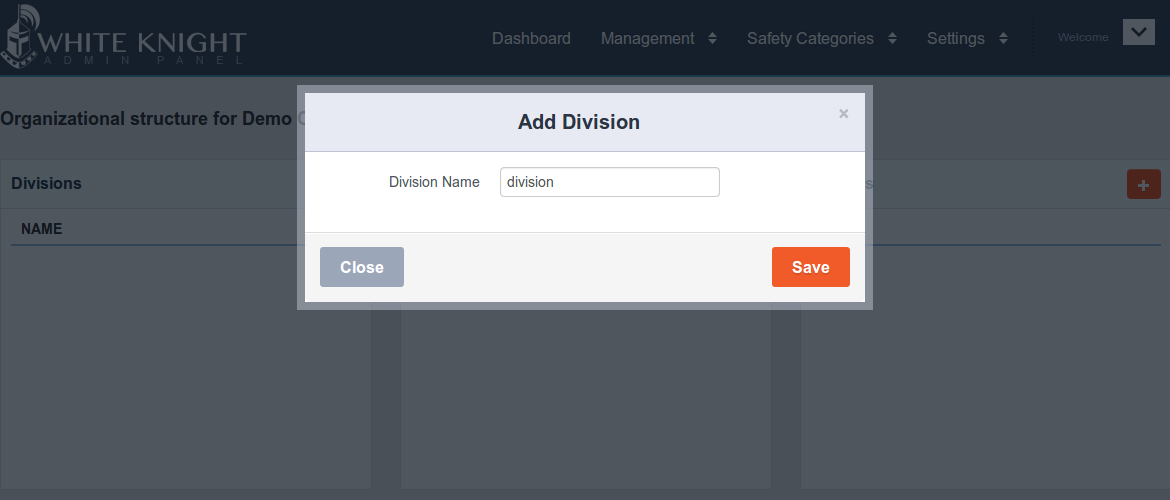 WHITE KNIGHT
ADMIN PANEL
Dashboard
Management
Safety Categories
Settings
Welcome
Organizational structure for Demo
Add Division
×
Divisions
Division Name
division
+
NAME
Close
Save